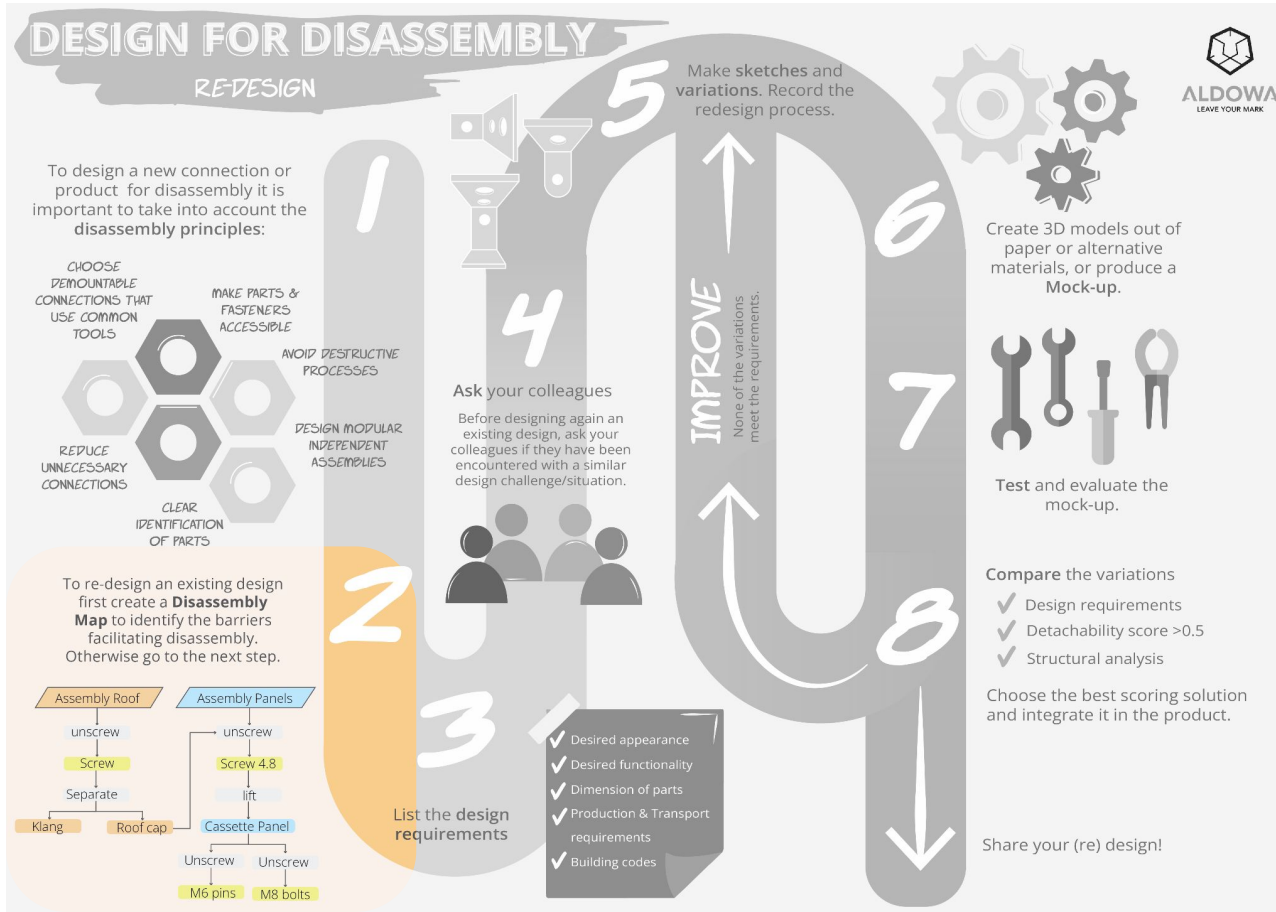 DESIGN FOR DISASSEMBLY
RE-DESIGN
ALDOWA
LEAVE YOUR MARK
1
To design a new connection or
product for disassembly it is
important to take into account the
disassembly principles:
CHOOSE
DEMOUNTABLE
CONNECTIONS THAT
USE COMMON
TOOLS
MAKE PARTS &
FASTENERS
ACCESSIBLE
AVOID DESTRUCTIVE
PROCESSES
DESIGN MODULAR
INDEPENDENT
ASSEMBLIES
REDUCE
UNNECESSARY
CONNECTIONS
CLEAR
IDENTIFICATION
OF PARTS
2
To re-design an existing design
first create a Disassembly
Map to identify the barriers
facilitating disassembly.
Otherwise go to the next step.
Assembly Roof
unscrew
Screw
Separate
Klang
Roof cap
Assembly Panels
unscrew
Screw 4.8
lift
Cassette Panel
Unscrew
Unscrew
M6 pins
M8 bolts
3
List the design
requirements
Desired appearance
Desired functionality
Dimension of parts
Production & Transport
requirements
Building codes
4
Ask your colleagues
Before designing again an
existing design, ask your
colleagues if they have been
encountered with a similar
design challenge/situation.
5
Make sketches and
variations. Record the
redesign process.
IMPROVE
None of the variations
meet the requirements.
6
Create 3D models out of
paper or alternative
materials, or produce a
Mock-up.
7
Test and evaluate the
mock-up.
8
Compare the variations
Design requirements
Detachability score >0.5
Structural analysis
Choose the best scoring solution
and integrate it in the product.
Share your (re) design!